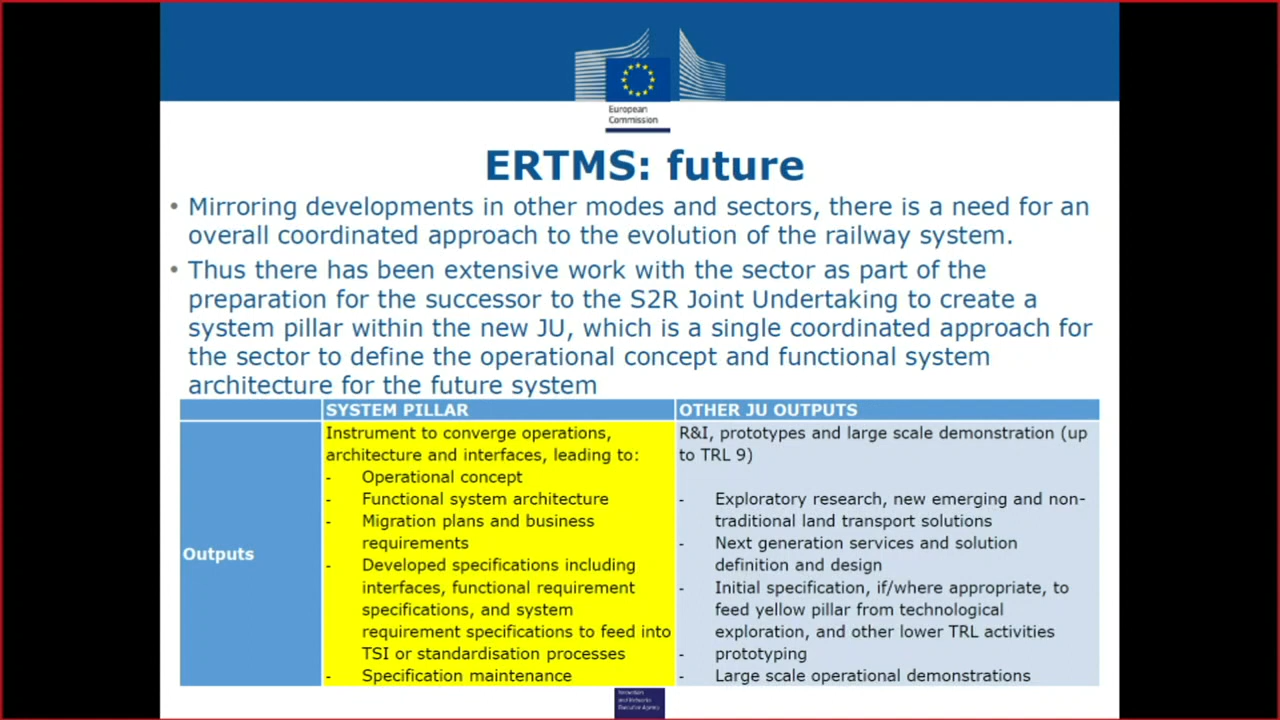 European
Commission
ERTMS: future
• Mirroring developments in other modes and sectors, there is a need for an
overall coordinated approach to the evolution of the railway system.
• Thus there has been extensive work with the sector as part of the
preparation for the successor to the S2R Joint Undertaking to create a
system pillar within the new JU, which is a single coordinated approach for
the sector to define the operational concept and functional system
architecture for the future system
SYSTEM PILLAR
OTHER JU OUTPUTS
Outputs
Instrument to converge operations,
architecture and interfaces, leading to:
- Operational concept
- Functional system architecture
- Migration plans and business
requirements
- Developed specifications including
interfaces, functional requirement
specifications, and system
requirement specifications to feed into
TSI or standardisation processes
- Specification maintenance
R&I, prototypes and large scale demonstration (up
to TRL 9)
- Exploratory research, new emerging and non-
traditional land transport solutions
- Next generation services and solution
definition and design
- Initial specification, if/where appropriate, to
feed yellow pillar from technological
exploration, and other lower TRL activities
- prototyping
- Large scale operational demonstrations
and Networks
Executive Agency